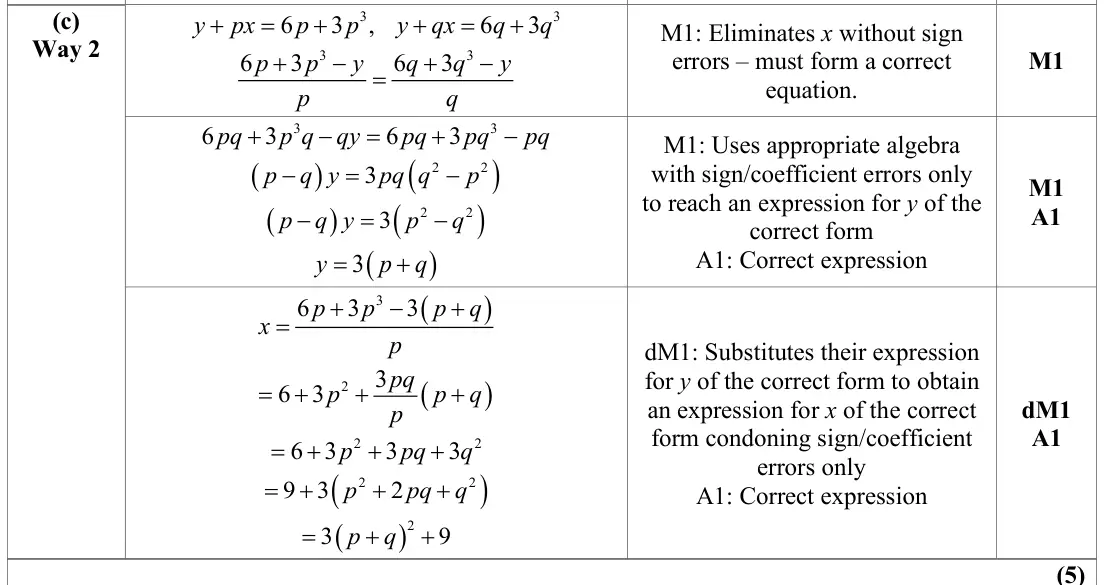 (c)
Way 2
y + px = 6p + 3p³, y + qx = 6q + 3q³
(6p + 3p³ − y)/p = (6q + 3q³ − y)/q
M1: Eliminates x without sign
errors – must form a correct
equation.
M1
6pq + 3p³q − qy = 6pq + 3pq³ − pq
(p − q)y = 3pq(q² − p²)
(p − q)y = 3(p² − q²)
y = 3(p + q)
M1: Uses appropriate algebra
with sign/coefficient errors only
to reach an expression for y of the
correct form
A1: Correct expression
M1
A1
x = (6p + 3p³ − 3(p + q))/p
= 6 + 3p² + (3pq/p)(p + q)
= 6 + 3p² + 3pq + 3q²
= 9 + 3(p² + 2pq + q²)
= 3(p + q)² + 9
dM1: Substitutes their expression
for y of the correct form to obtain
an expression for x of the correct
form condoning sign/coefficient
errors only
A1: Correct expression
dM1
A1
(5)